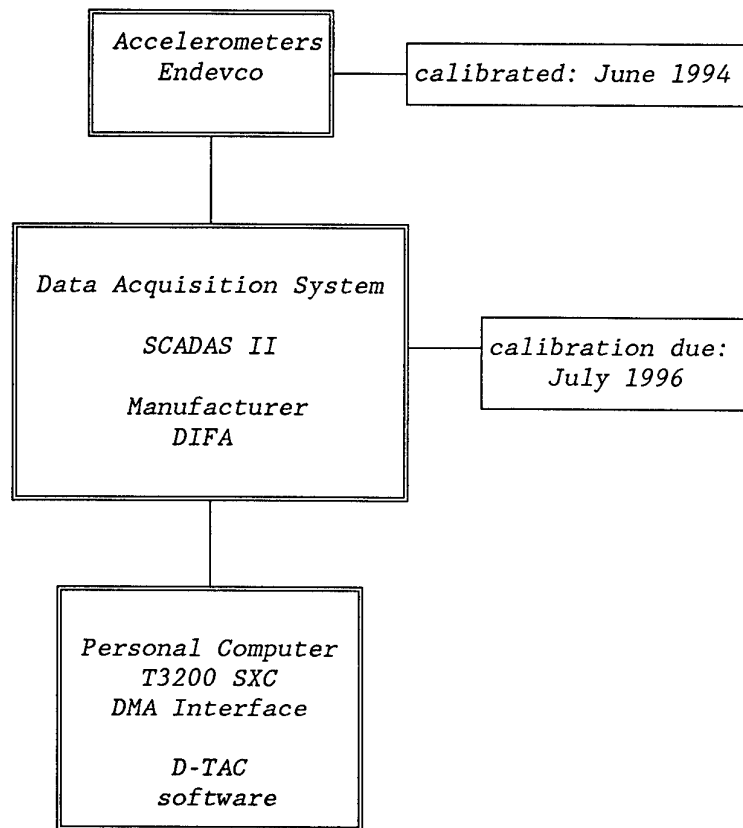 Accelerometers
Endevco
calibrated: June 1994
Data Acquisition System
SCADAS II
Manufacturer
DIFA
calibration due:
July 1996
Personal Computer
T3200 SXC
DMA Interface
D-TAC
software